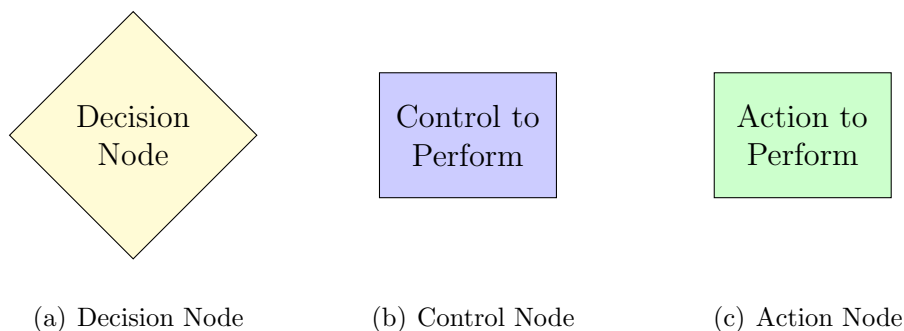 Decision
Node
Control to
Perform
Action to
Perform
(a) Decision Node
(b) Control Node
(c) Action Node